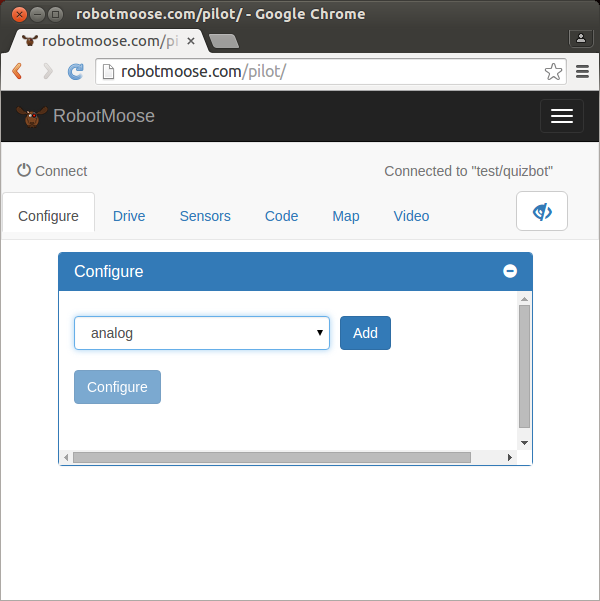 robotmoose.com/pilot/ - Google Chrome
robotmoose.com/pi
robotmoose.com/pilot/
RobotMoose
Connect
Connected to "test/quizbot"
Configure Drive Sensors Code Map Video
Configure
analog Add
Configure